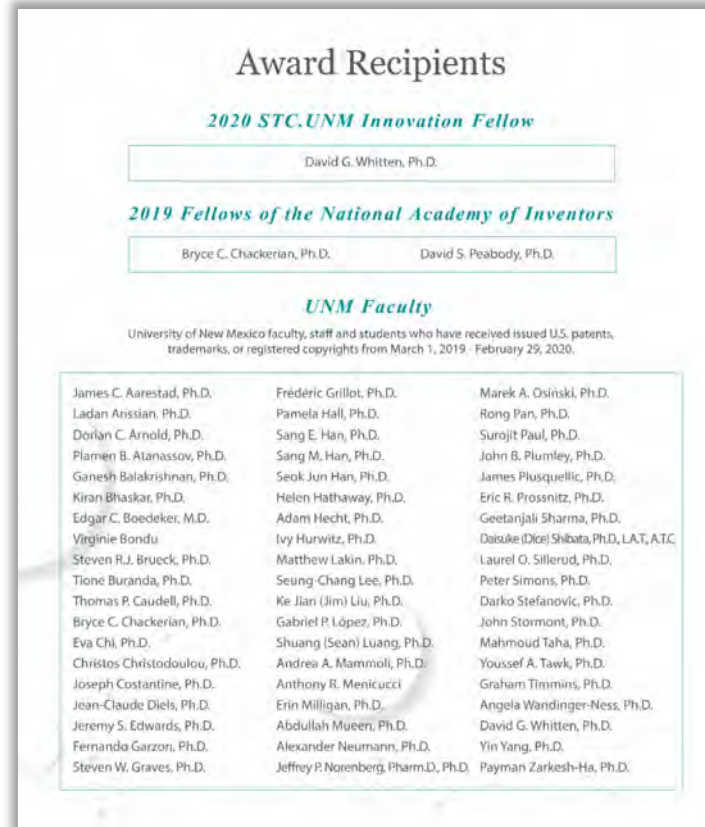 Award Recipients
2020 STC.UNM Innovation Fellow
David G. Whitten, Ph.D.
2019 Fellows of the National Academy of Inventors
Bryce C. Chackerian, Ph.D. David S. Peabody, Ph.D.
UNM Faculty
University of New Mexico faculty, staff and students who have received issued U.S. patents,
trademarks, or registered copyrights from March 1, 2019 - February 29, 2020.
James C. Aarestad, Ph.D.
Ladan Arissian, Ph.D.
Dorian C. Arnold, Ph.D.
Plamen B. Atanassov, Ph.D.
Ganesh Balakrishnan, Ph.D.
Kiran Bhaskar, Ph.D.
Edgar C. Boedeker, M.D.
Virginie Bondu
Steven R.J. Brueck, Ph.D.
Tione Buranda, Ph.D.
Thomas P. Caudell, Ph.D.
Bryce C. Chackerian, Ph.D.
Eva Chi, Ph.D.
Christos Christodoulou, Ph.D.
Joseph Costantine, Ph.D.
Jean-Claude Diels, Ph.D.
Jeremy S. Edwards, Ph.D.
Fernando Garzon, Ph.D.
Steven W. Graves, Ph.D.
Frédéric Grillot, Ph.D.
Pamela Hall, Ph.D.
Sang E. Han, Ph.D.
Sang M. Han, Ph.D.
Seok Jun Han, Ph.D.
Helen Hathaway, Ph.D.
Adam Hecht, Ph.D.
Ivy Hurwitz, Ph.D.
Matthew Lakin, Ph.D.
Seung-Chang Lee, Ph.D.
Ke Jian (Jim) Liu, Ph.D.
Gabriel P. López, Ph.D.
Shuang (Sean) Luang, Ph.D.
Andrea A. Mammoli, Ph.D.
Anthony R. Menicucci
Erin Milligan, Ph.D.
Abdullah Mueen, Ph.D.
Alexander Neumann, Ph.D.
Jeffrey P. Norenberg, Pharm.D., Ph.D.
Marek A. Osiński, Ph.D.
Rong Pan, Ph.D.
Surojit Paul, Ph.D.
John B. Plumley, Ph.D.
James Plusquellic, Ph.D.
Eric R. Prossnitz, Ph.D.
Geetanjali Sharma, Ph.D.
Daisuke (Dice) Shibata, Ph.D., L.A.T., A.T.C.
Laurel O. Sillerud, Ph.D.
Peter Simons, Ph.D.
Darko Stefanovic, Ph.D.
John Stormont, Ph.D.
Mahmoud Taha, Ph.D.
Youssef A. Tawk, Ph.D.
Graham Timmins, Ph.D.
Angela Wandinger-Ness, Ph.D.
David G. Whitten, Ph.D.
Yin Yang, Ph.D.
Payman Zarkesh-Ha, Ph.D.